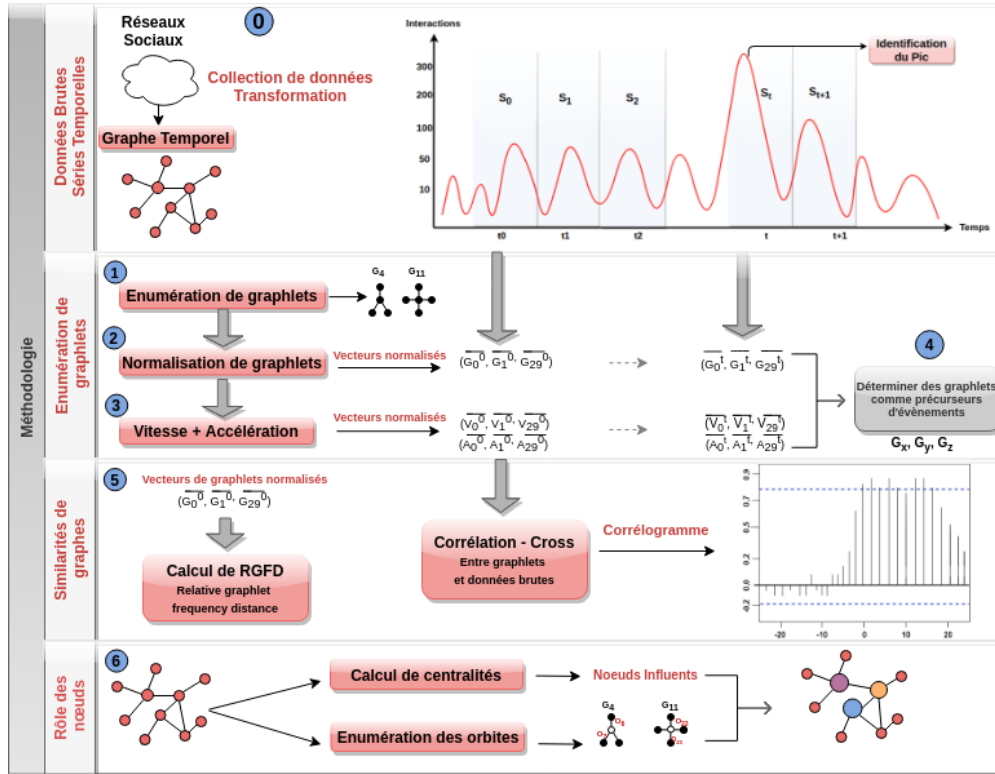 Méthodologie
Données Brutes
Séries Temporelles
Réseaux
Sociaux
0
Collection de données
Transformation
Graphe Temporel
Interactions
300
200
100
50
10
S0
S1
S2
St
St+1
Identification
du Pic
t0
t1
t2
t
t+1
Temps
Enumération de
graphlets
1
Enumération de graphlets
G4
G11
2
Normalisation de graphlets
Vecteurs normalisés
(G0^0, G1^0, G29^0)
(G0^t, G1^t, G29^t)
3
Vitesse + Accélération
Vecteurs normalisés
(V0^0, V1^0, V29^0)
(A0^0, A1^0, A29^0)
(V0^t, V1^t, V29^t)
(A0^t, A1^t, A29^t)
4
Déterminer des graphlets
comme précurseurs
d'évènements
Gx, Gy, Gz
Similarités de
graphes
5
Vecteurs de graphlets normalisés
(G0^0, G1^0, G29^0)
Calcul de RGFD
Relative graphlet
frequency distance
Corrélation - Cross
Entre graphlets
et données brutes
Corrélogramme
0.9
0.7
0.5
0.3
0.0
-0.2
-20
-10
0
10
20
Rôle des
nœuds
6
Calcul de centralités
Noeuds Influents
Enumération des orbites
G4
G11